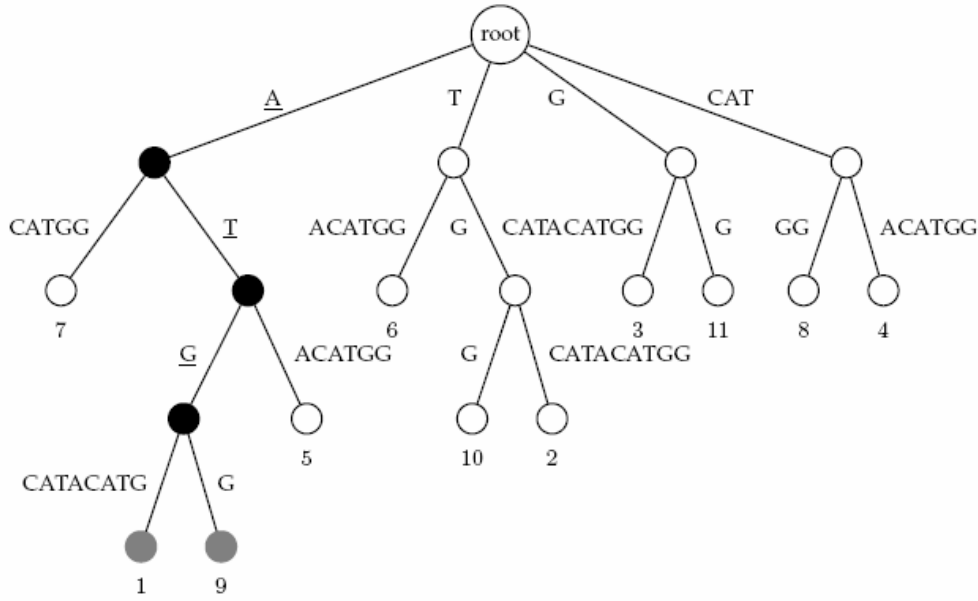 root
A T G CAT
CATGG T ACATGG G CATACATGG G GG ACATGG
7 6 3 11 8 4
G ACATGG G CATACATGG
5 10 2
CATACATG G
1 9